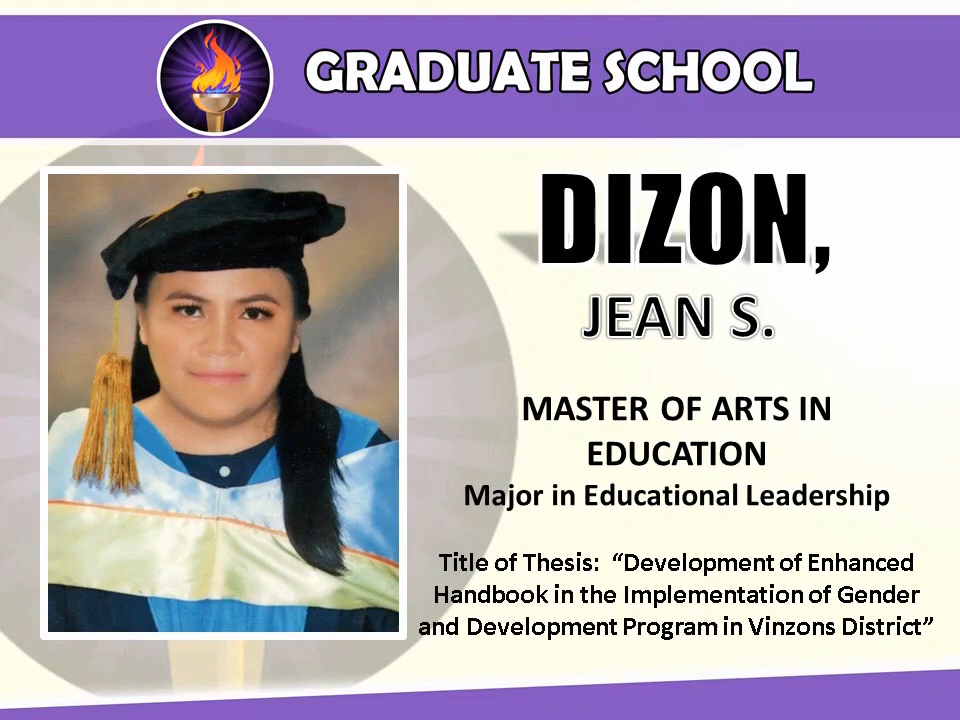 GRADUATE SCHOOL
DIZON,
JEAN S.
MASTER OF ARTS IN
EDUCATION
Major in Educational Leadership
Title of Thesis: “Development of Enhanced
Handbook in the Implementation of Gender
and Development Program in Vinzons District”